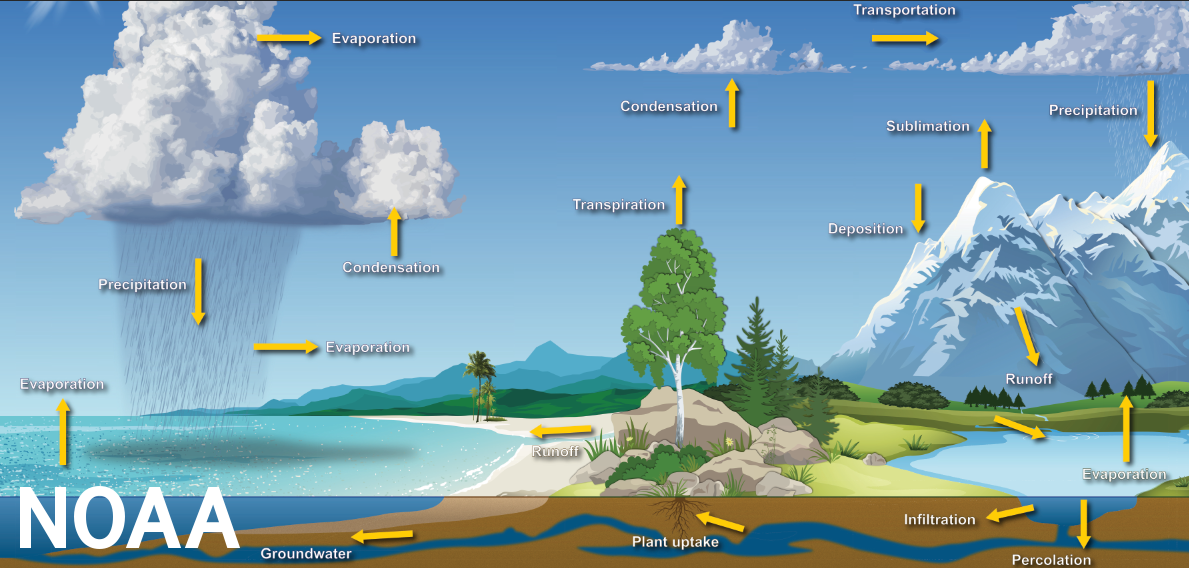 Transportation
Evaporation
Condensation
Precipitation
Sublimation
Transpiration
Deposition
Condensation
Precipitation
Evaporation
Runoff
Evaporation
Runoff
Evaporation
NOAA
Infiltration
Plant uptake
Groundwater
Percolation